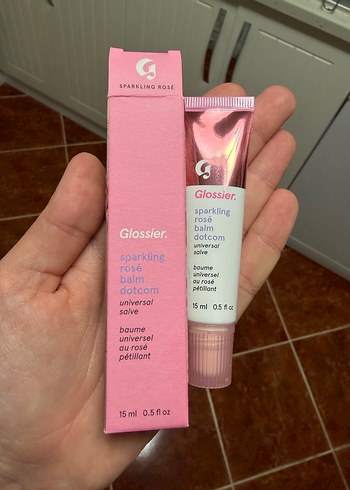 G
SPARKLING ROSÉ
Glossier.
sparkling
rosé
balm
dotcom
universal
salve
baume
universel
au rosé
pétillant
15 ml 0.5 fl oz
G
Glossier.
sparkling
rosé
balm
dotcom
universal
salve
baume
universel
au rosé
pétillant
15 ml 0.5 fl oz